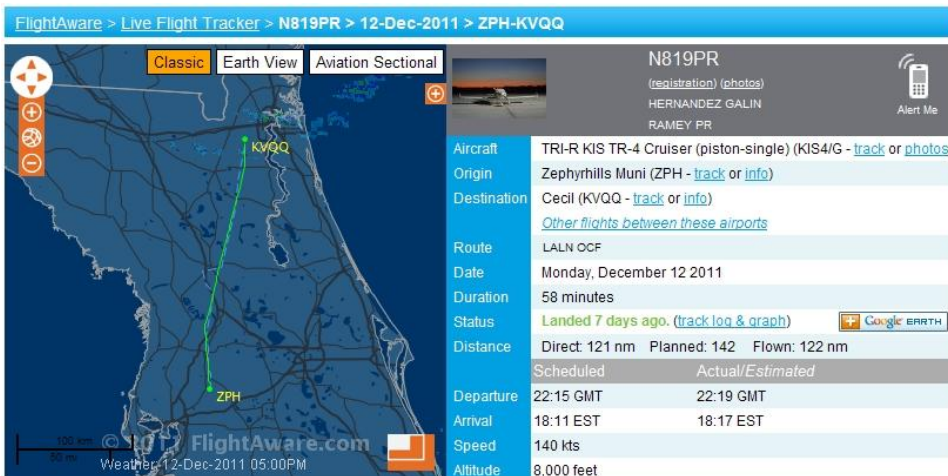 FlightAware > Live Flight Tracker > N819PR > 12-Dec-2011 > ZPH-KVQQ
Classic Earth View Aviation Sectional
KVQQ
ZPH
100 km
50 mi
FlightAware.com
Weather 12-Dec-2011 05:00PM
N819PR
(registration) (photos)
HERNANDEZ GALIN
RAMEY PR
Alert Me
Aircraft TRI-R KIS TR-4 Cruiser (piston-single) (KIS4/G - track or photos
Origin Zephyrhills Muni (ZPH - track or info)
Destination Cecil (KVQQ - track or info)
Other flights between these airports
Route LALN OCF
Date Monday, December 12 2011
Duration 58 minutes
Status Landed 7 days ago. (track log & graph) Google EARTH
Distance Direct: 121 nm Planned: 142 Flown: 122 nm
Scheduled Actual/Estimated
Departure 22:15 GMT 22:19 GMT
Arrival 18:11 EST 18:17 EST
Speed 140 kts
Altitude 8,000 feet